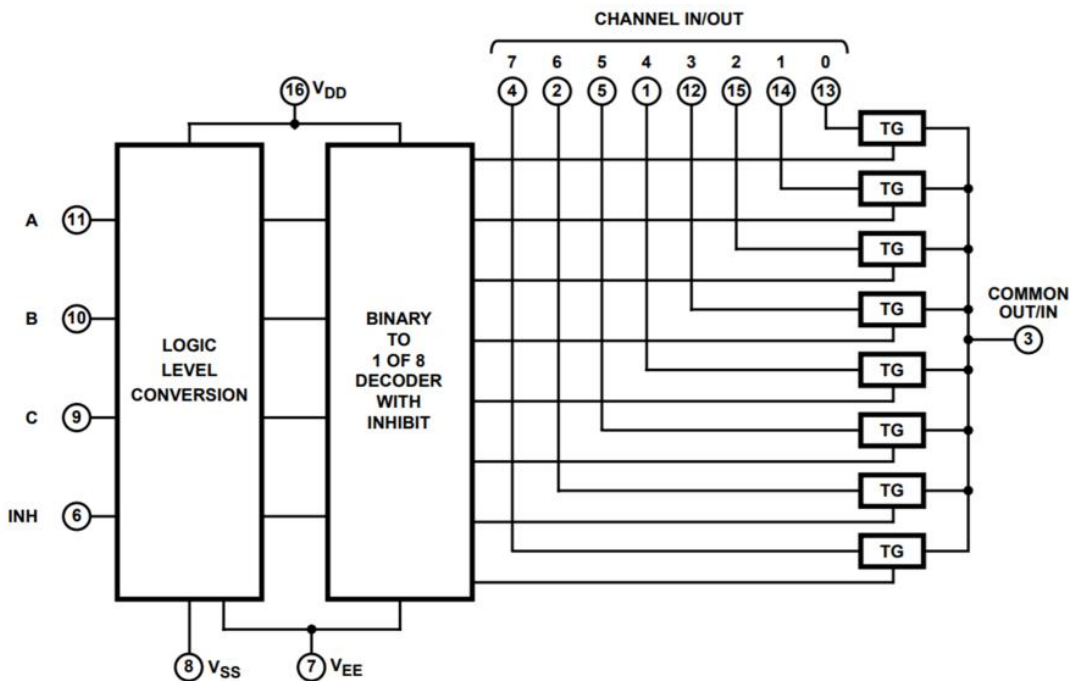 CHANNEL IN/OUT
7 6 5 4 3 2 1 0
4 2 5 1 12 15 14 13
16 VDD
TG
TG
A 11
TG
B 10
TG
LOGIC
LEVEL
CONVERSION
BINARY
TO
1 OF 8
DECODER
WITH
INHIBIT
COMMON
OUT/IN
3
TG
C 9
TG
TG
INH 6
TG
8 VSS
7 VEE